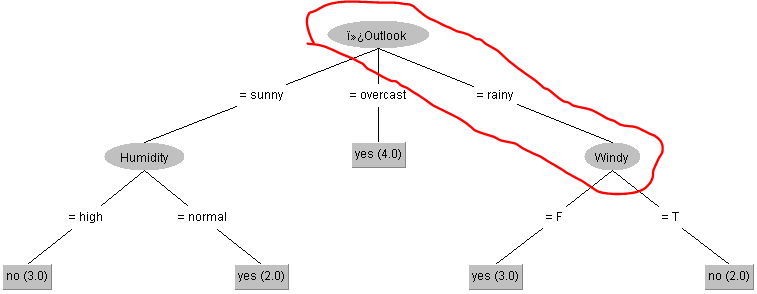 ï»¿Outlook
= sunny
= overcast
= rainy
Humidity
yes (4.0)
Windy
= high
= normal
= F
= T
no (3.0)
yes (2.0)
yes (3.0)
no (2.0)